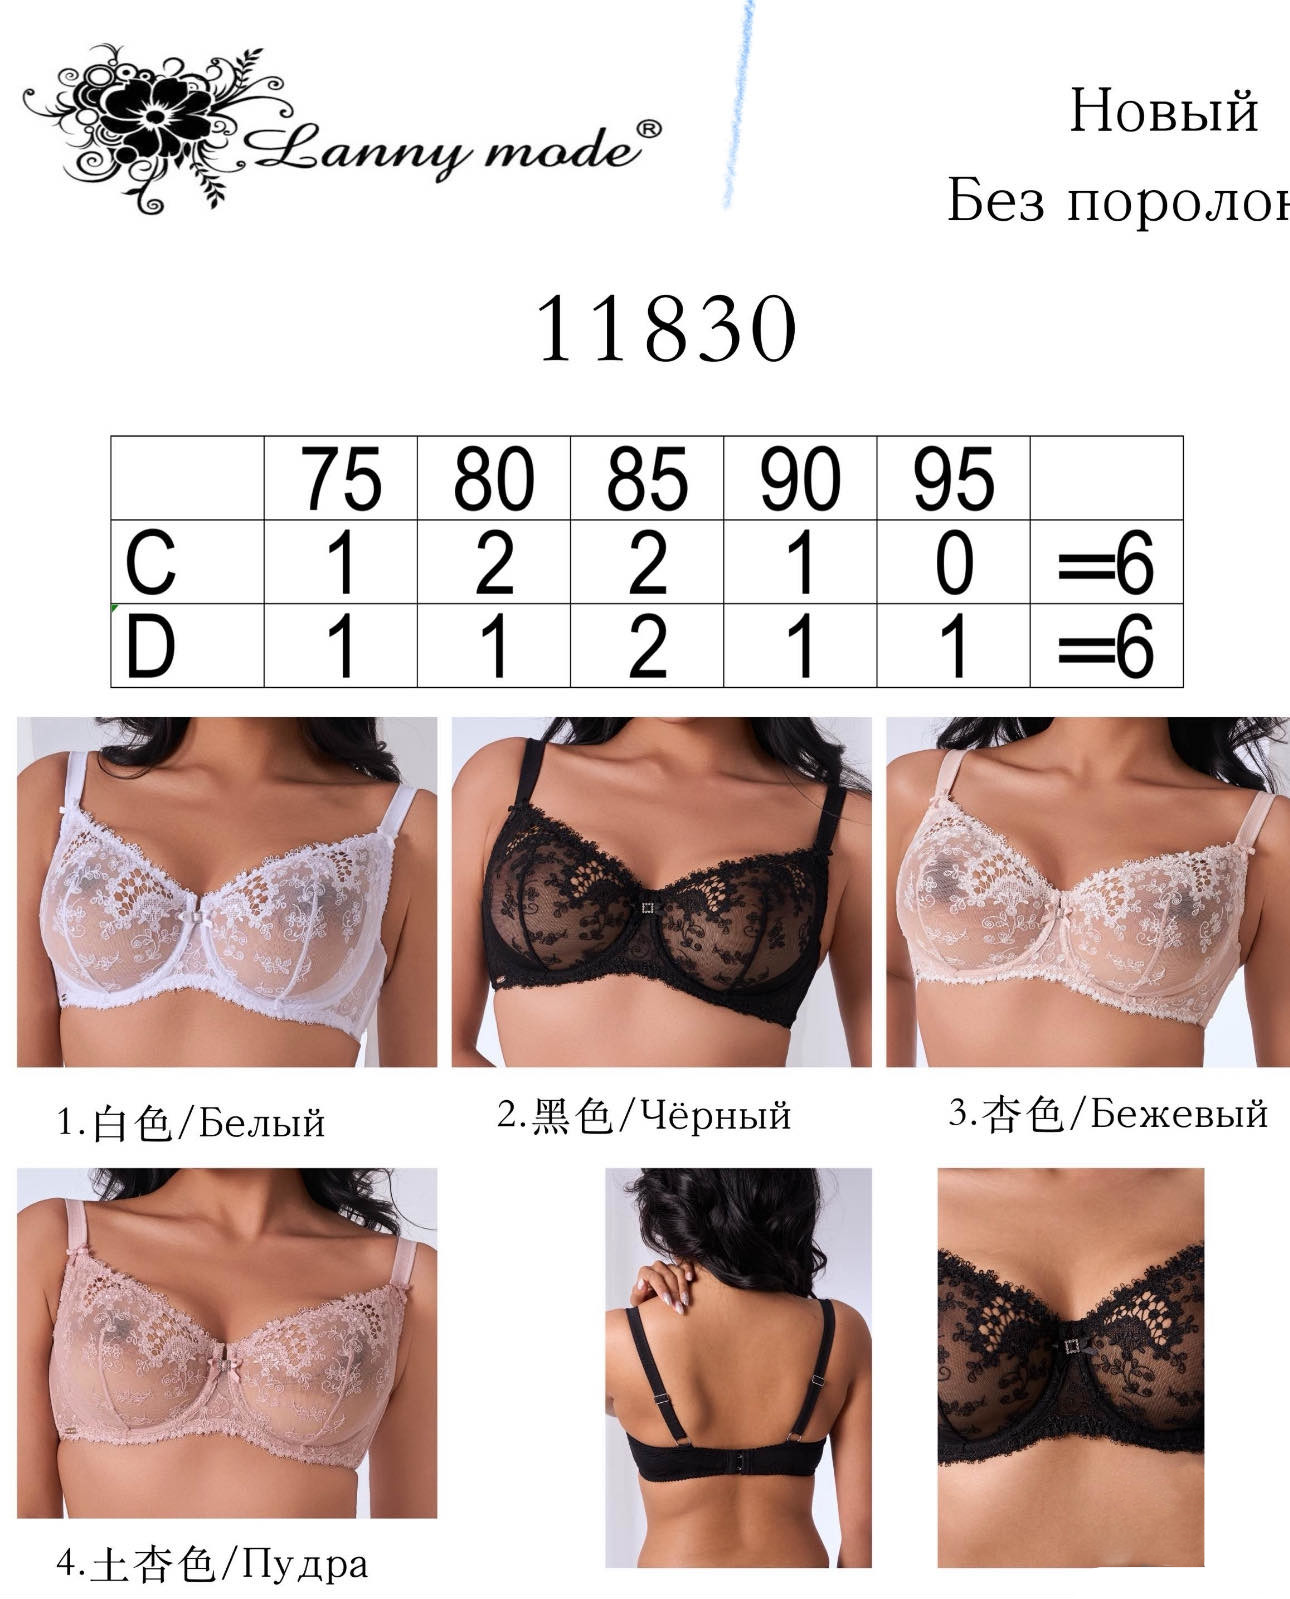 Lanny mode®
Новый
Без
11830
75 80 85 90 95
C 1 2 2 1 0 =6
D 1 1 2 1 1 =6
1.白色/Белый
2.黑色/Чёрный
3.杏色/Бежевый
4.土杏色/Пудра